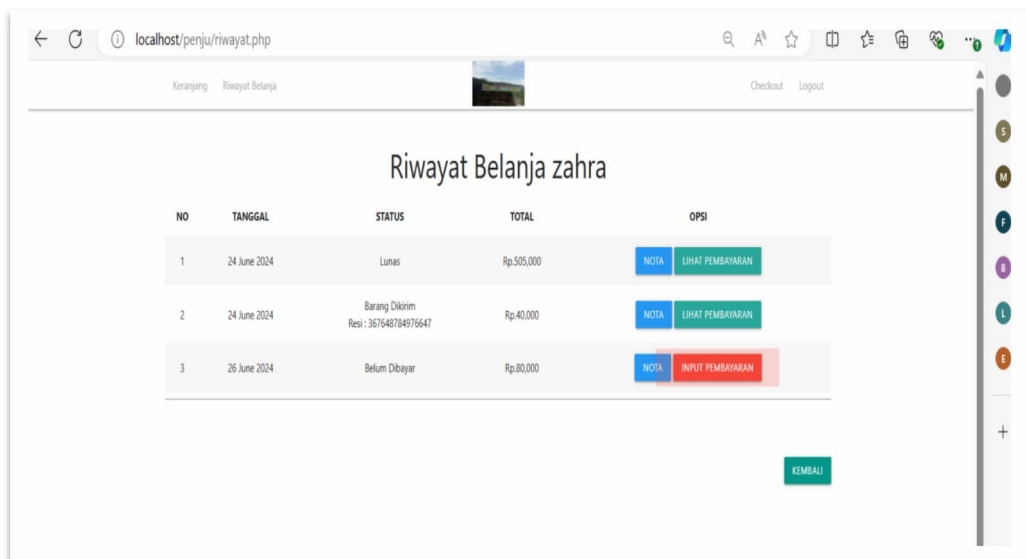 localhost/penju/riwayat.php
Keranjang Riwayat Belanja Checkout Logout
Riwayat Belanja zahra
NO TANGGAL STATUS TOTAL OPSI
1 24 June 2024 Lunas Rp.505,000 NOTA LIHAT PEMBAYARAN
2 24 June 2024 Barang Dikirim Rp.40,000 NOTA LIHAT PEMBAYARAN
Resi : 367648784976647
3 26 June 2024 Belum Dibayar Rp.80,000 NOTA INPUT PEMBAYARAN
KEMBALI
S
M
F
B
L
E